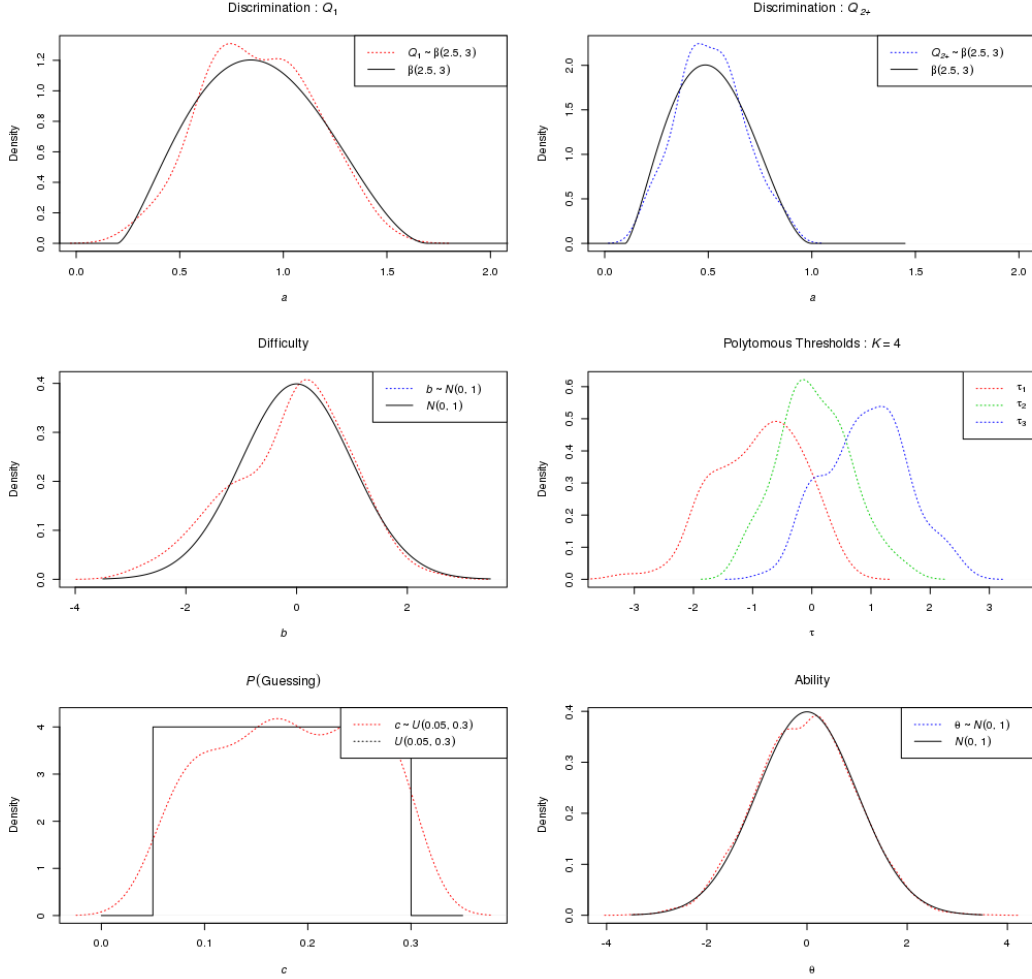 Discrimination : Q1
Density
1.2
1.0
0.8
0.6
0.4
0.2
0.0
Q1 ~ β(2.5, 3)
β(2.5, 3)
0.0 0.5 1.0 1.5 2.0
a
Discrimination : Q2+
Density
2.0
1.5
1.0
0.5
0.0
Q2+ ~ β(2.5, 3)
β(2.5, 3)
0.0 0.5 1.0 1.5 2.0
a
Difficulty
Density
0.4
0.3
0.2
0.1
0.0
b ~ N(0, 1)
N(0, 1)
-4 -2 0 2
b
Polytomous Thresholds : K = 4
Density
0.6
0.5
0.4
0.3
0.2
0.1
0.0
τ1
τ2
τ3
-3 -2 -1 0 1 2 3
τ
P(Guessing)
Density
4
3
2
1
0
c ~ U(0.05, 0.3)
U(0.05, 0.3)
0.0 0.1 0.2 0.3
c
Ability
Density
0.4
0.3
0.2
0.1
0.0
θ ~ N(0, 1)
N(0, 1)
-4 -2 0 2 4
θ